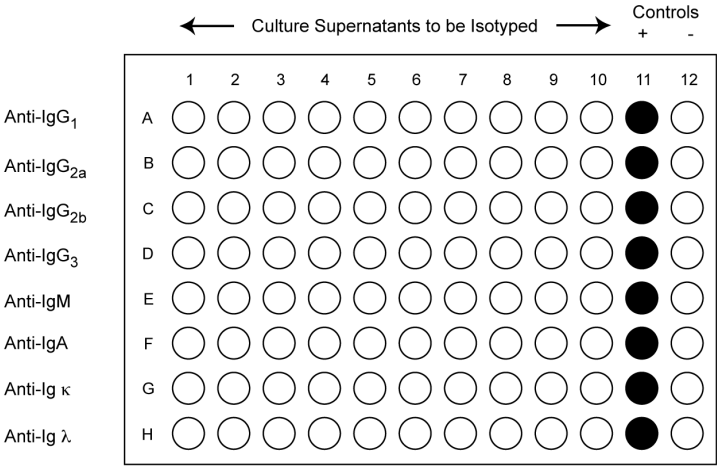 Culture Supernatants to be Isotyped
Controls
+ -
1 2 3 4 5 6 7 8 9 10 11 12
Anti-IgG1 A
Anti-IgG2a B
Anti-IgG2b C
Anti-IgG3 D
Anti-IgM E
Anti-IgA F
Anti-Ig κ G
Anti-Ig λ H